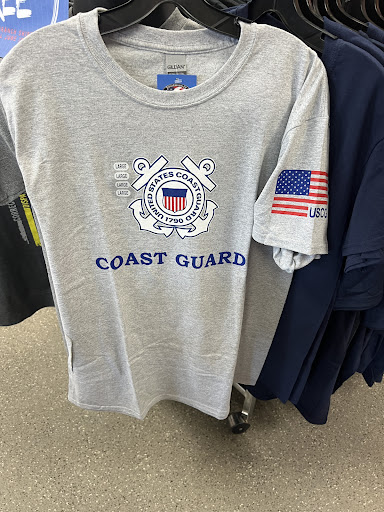 GILDAN
LARGE
LARGE
LARGE
LARGE
UNITED STATES COAST GUARD
1790
COAST GUARD
USCG